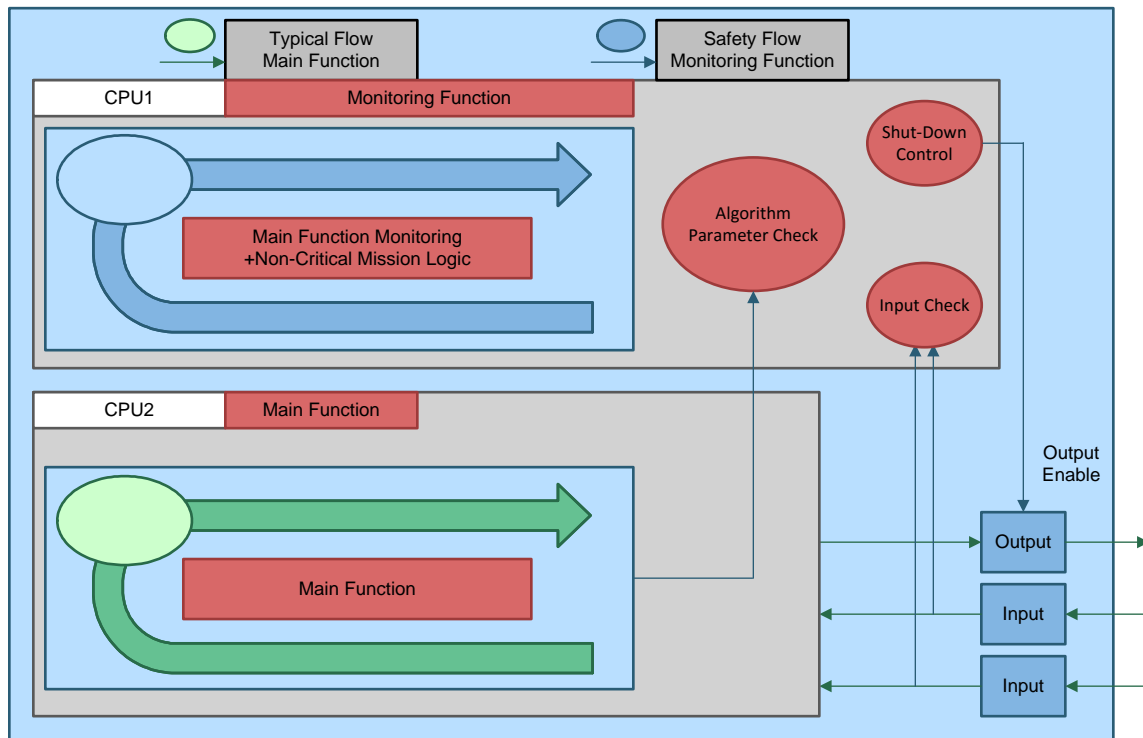 Typical Flow
Main Function
Safety Flow
Monitoring Function
CPU1
Monitoring Function
Shut-Down
Control
Algorithm
Parameter Check
Main Function Monitoring
+Non-Critical Mission Logic
Input Check
CPU2
Main Function
Output
Enable
Output
Main Function
Input
Input